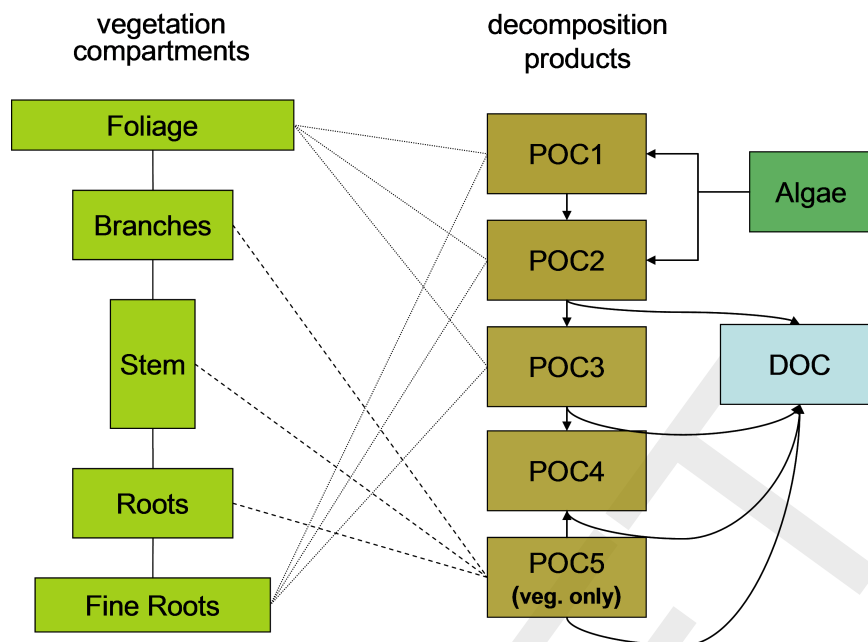 vegetation
compartments
decomposition
products
Foliage
Branches
Stem
Roots
Fine Roots
POC1
POC2
POC3
POC4
POC5
(veg. only)
Algae
DOC